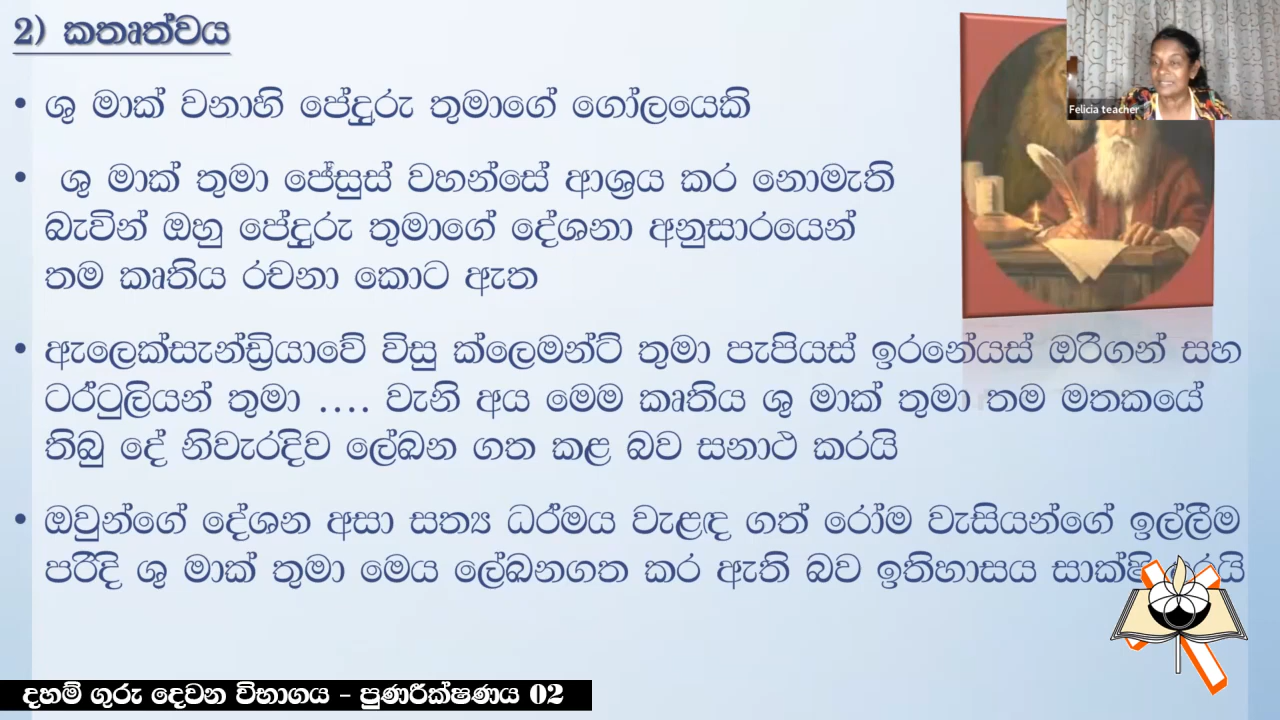 2) කතෘත්වය
• ශු මාක් වනාහි පේදුරු තුමාගේ ගෝලයෙකි
• ශු මාක් තුමා ජේසුස් වහන්සේ ආශ්‍රය කර නොමැති
බැවින් ඔහු පේදුරු තුමාගේ දේශනා අනුසාරයෙන්
තම කෘතිය රචනා කොට ඇත
• ඇලෙක්සැන්ඩ්‍රියාවේ විසු ක්ලෙමන්ට් තුමා පැපියස් ඉරනේයස් ඔරිගන් සහ
ටර්ටුලියන් තුමා .... වැනි අය මෙම කෘතිය ශු මාක් තුමා තම මතකයේ
තිබු දේ නිවැරදිව ලේඛන ගත කළ බව සනාථ කරයි
• ඔවුන්ගේ දේශන අසා සත්‍ය ධර්මය වැළඳ ගත් රෝම වැසියන්ගේ ඉල්ලීම
පරිදි ශු මාක් තුමා මෙය ලේඛනගත කර ඇති බව ඉතිහාසය
Felicia teacher
දහම් ගුරු දෙවන විභාගය - පුණරීක්ෂණය 02